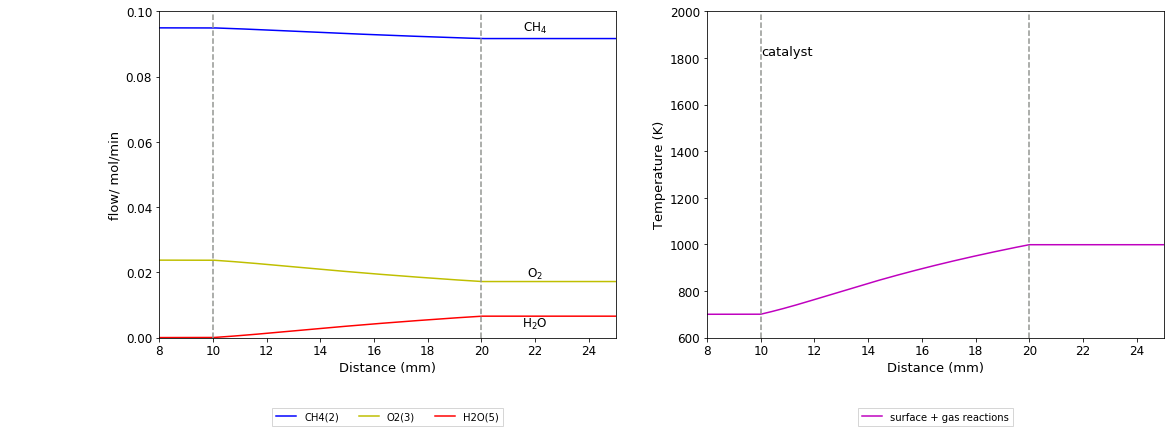 0.10
0.08
0.06
0.04
0.02
0.00
flow/ mol/min
CH₄
O₂
H₂O
8 10 12 14 16 18 20 22 24
Distance (mm)
CH4(2) O2(3) H2O(5)
2000
1800
1600
1400
1200
1000
800
600
Temperature (K)
catalyst
8 10 12 14 16 18 20 22 24
Distance (mm)
surface + gas reactions